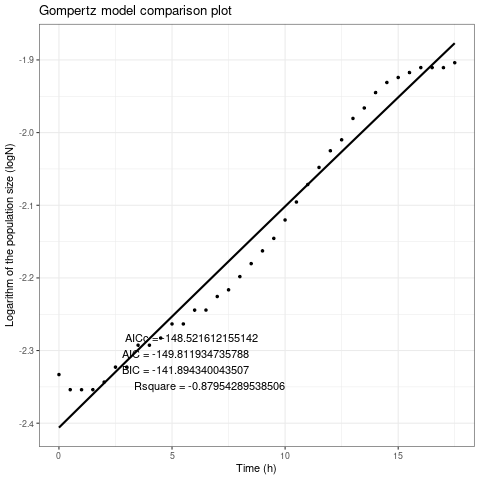 Gompertz model comparison plot
Logarithm of the population size (logN)
-1.9
-2.0
-2.1
-2.2
-2.3
-2.4
AICc = -148.521612155142
AIC = -149.811934735788
BIC = -141.894340043507
Rsquare = -0.87954289538506
0 5 10 15
Time (h)